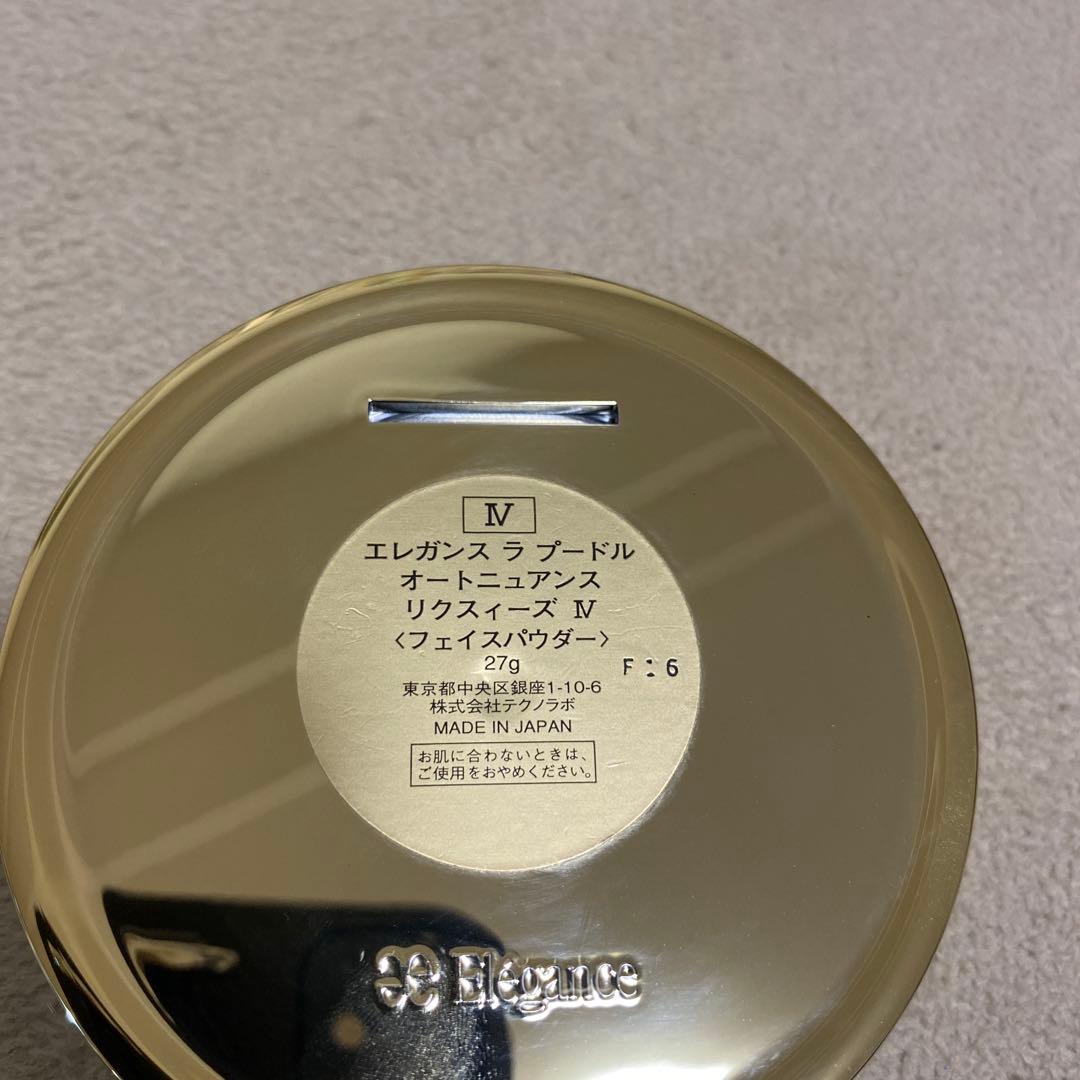 Ⅳ
エレガンス ラ プードル
オートニュアンス
リクスィーズ Ⅳ
〈フェイスパウダー〉
27g
東京都中央区銀座1-10-6
株式会社テクノラボ
MADE IN JAPAN
お肌に合わないときは、
ご使用をおやめください。
Elégance